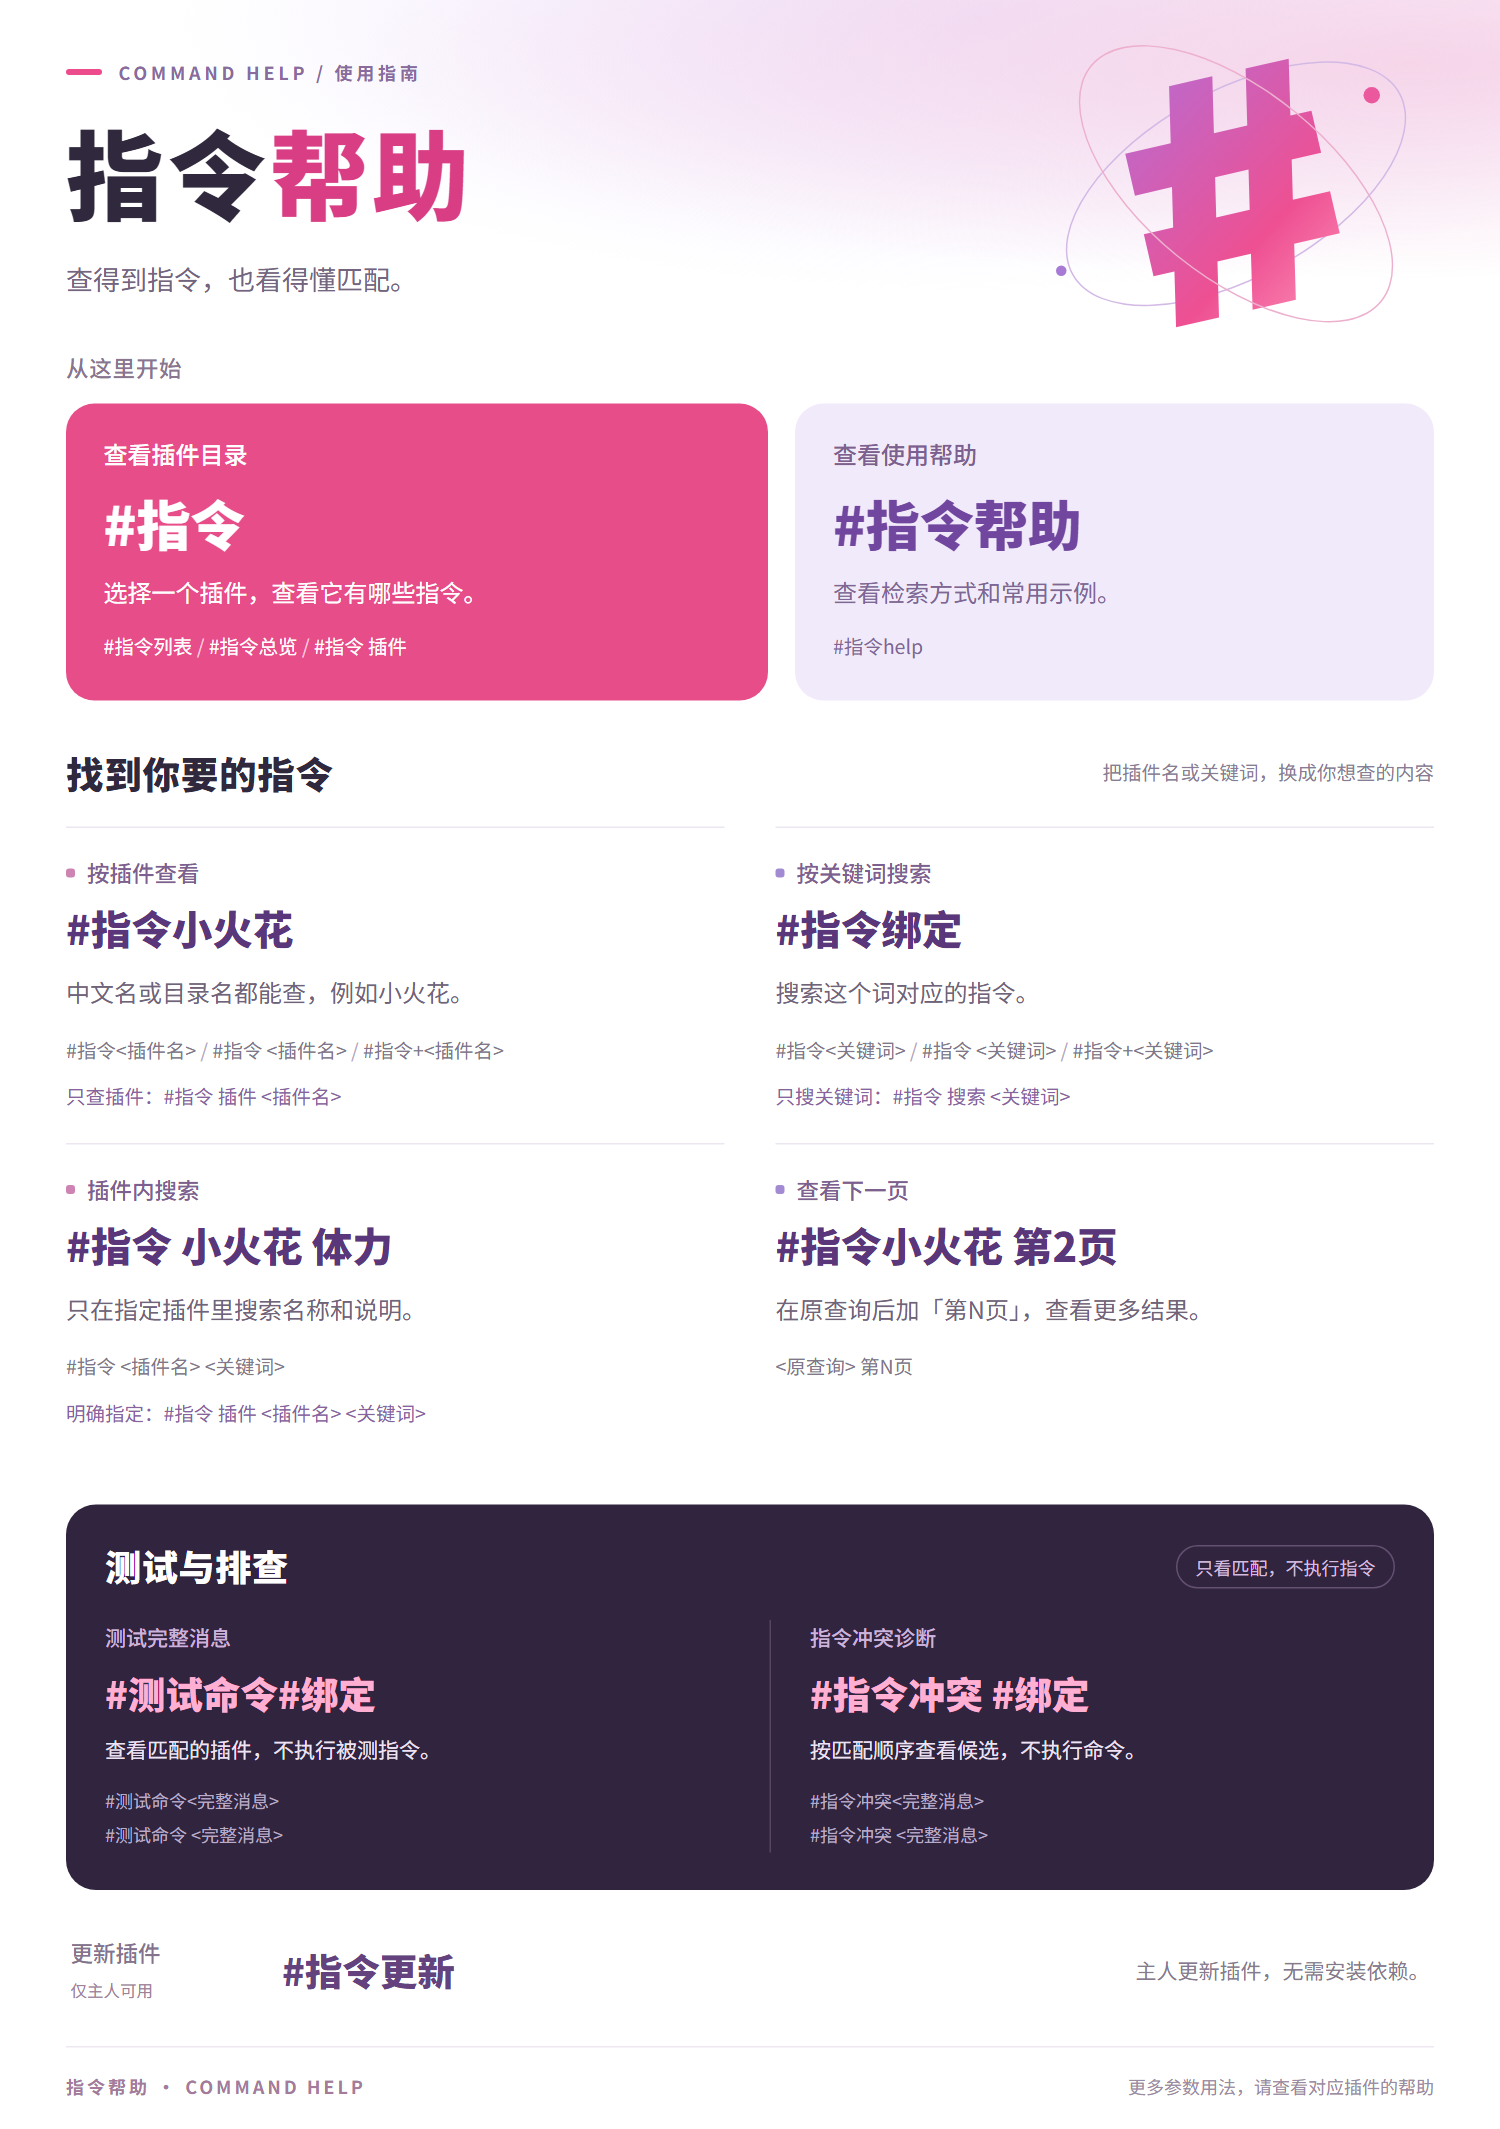 COMMAND HELP / 使用指南
指令帮助
查得到指令，也看得懂匹配。
#
从这里开始
查看插件目录
#指令
选择一个插件，查看它有哪些指令。
#指令列表 / #指令总览 / #指令 插件
查看使用帮助
#指令帮助
查看检索方式和常用示例。
#指令help
找到你要的指令
把插件名或关键词，换成你想查的内容
按插件查看
#指令小火花
中文名或目录名都能查，例如小火花。
#指令<插件名> / #指令 <插件名> / #指令+<插件名>
只查插件：#指令 插件 <插件名>
按关键词搜索
#指令绑定
搜索这个词对应的指令。
#指令<关键词> / #指令 <关键词> / #指令+<关键词>
只搜关键词：#指令 搜索 <关键词>
插件内搜索
#指令 小火花 体力
只在指定插件里搜索名称和说明。
#指令 <插件名> <关键词>
明确指定：#指令 插件 <插件名> <关键词>
查看下一页
#指令小火花 第2页
在原查询后加「第N页」，查看更多结果。
<原查询> 第N页
测试与排查
只看匹配，不执行指令
测试完整消息
#测试命令#绑定
查看匹配的插件，不执行被测指令。
#测试命令<完整消息>
#测试命令 <完整消息>
指令冲突诊断
#指令冲突 #绑定
按匹配顺序查看候选，不执行命令。
#指令冲突<完整消息>
#指令冲突 <完整消息>
更新插件
仅主人可用
#指令更新
主人更新插件，无需安装依赖。
指令帮助 · COMMAND HELP
更多参数用法，请查看对应插件的帮助